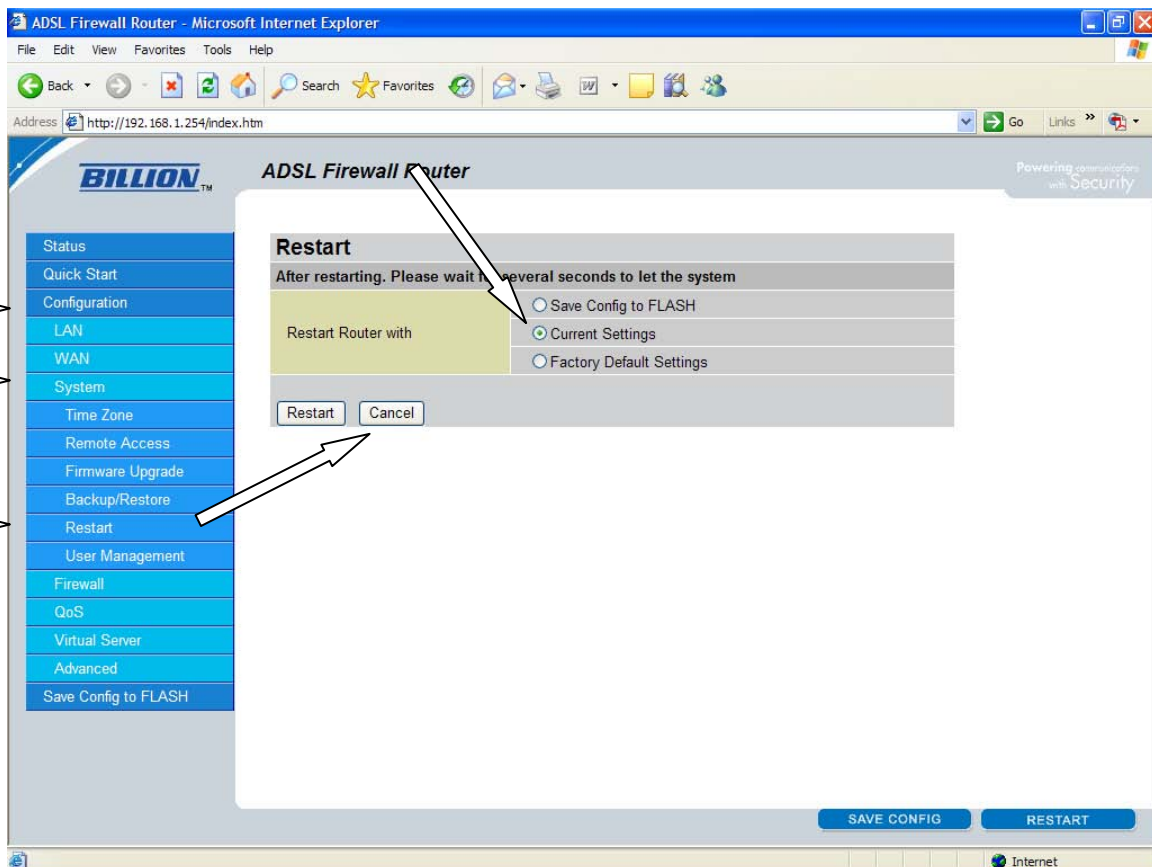 ADSL Firewall Router - Microsoft Internet Explorer
File Edit View Favorites Tools Help
Back Search Favorites
Address http://192.168.1.254/index.htm Go Links »
BILLION TM
ADSL Firewall Router
Powering communications
with Security
Status
Quick Start
Configuration
LAN
WAN
System
Time Zone
Remote Access
Firmware Upgrade
Backup/Restore
Restart
User Management
Firewall
QoS
Virtual Server
Advanced
Save Config to FLASH
Restart
After restarting. Please wait for several seconds to let the system
Restart Router with
Save Config to FLASH
Current Settings
Factory Default Settings
Restart Cancel
SAVE CONFIG RESTART
Internet